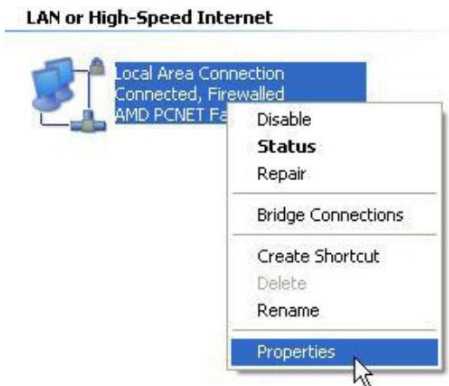 LAN or High-Speed Internet
Local Area Connection
Connected, Firewalled
AMD PCNET Fa
Disable
Status
Repair
Bridge Connections
Create Shortcut
Delete
Rename
Properties